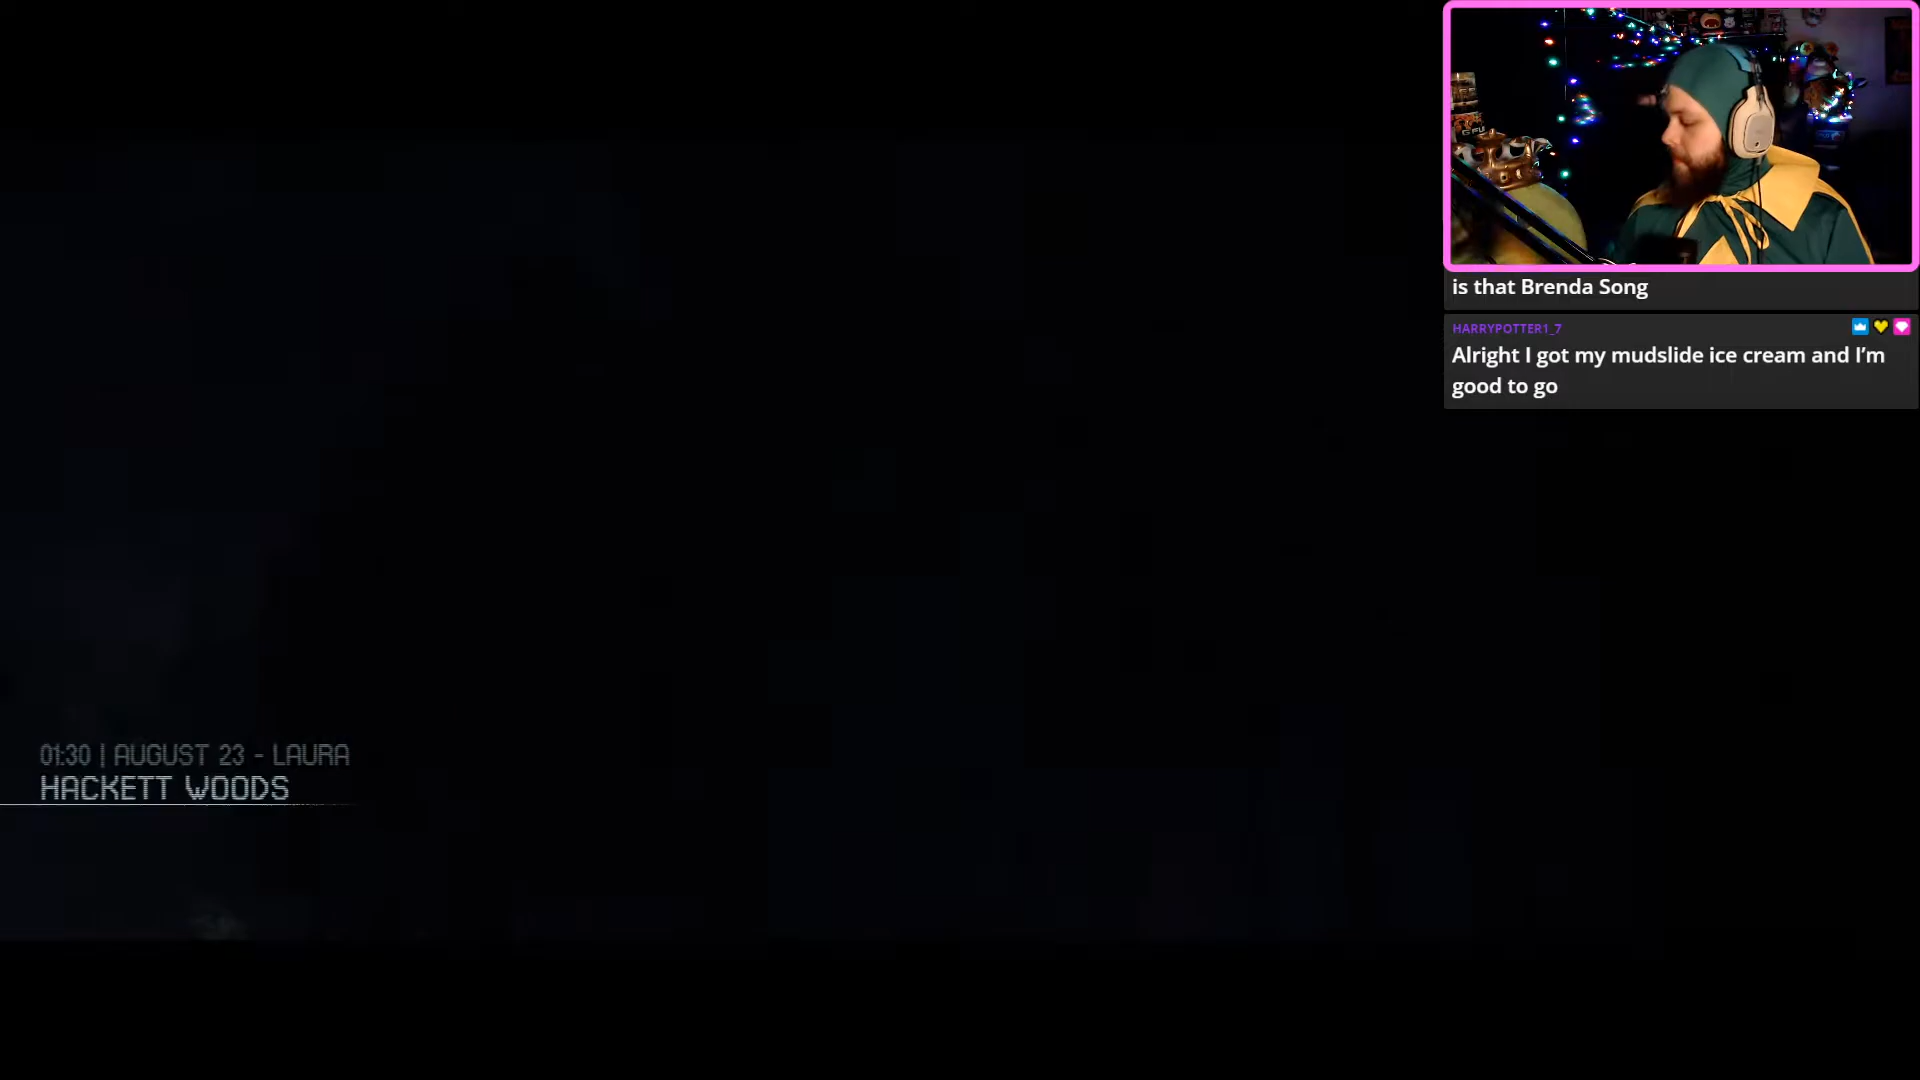 is that Brenda Song
HARRYPOTTER1_7
Alright I got my mudslide ice cream and I’m
good to go
01:30 | AUGUST 23 - LAURA
HACKETT WOODS